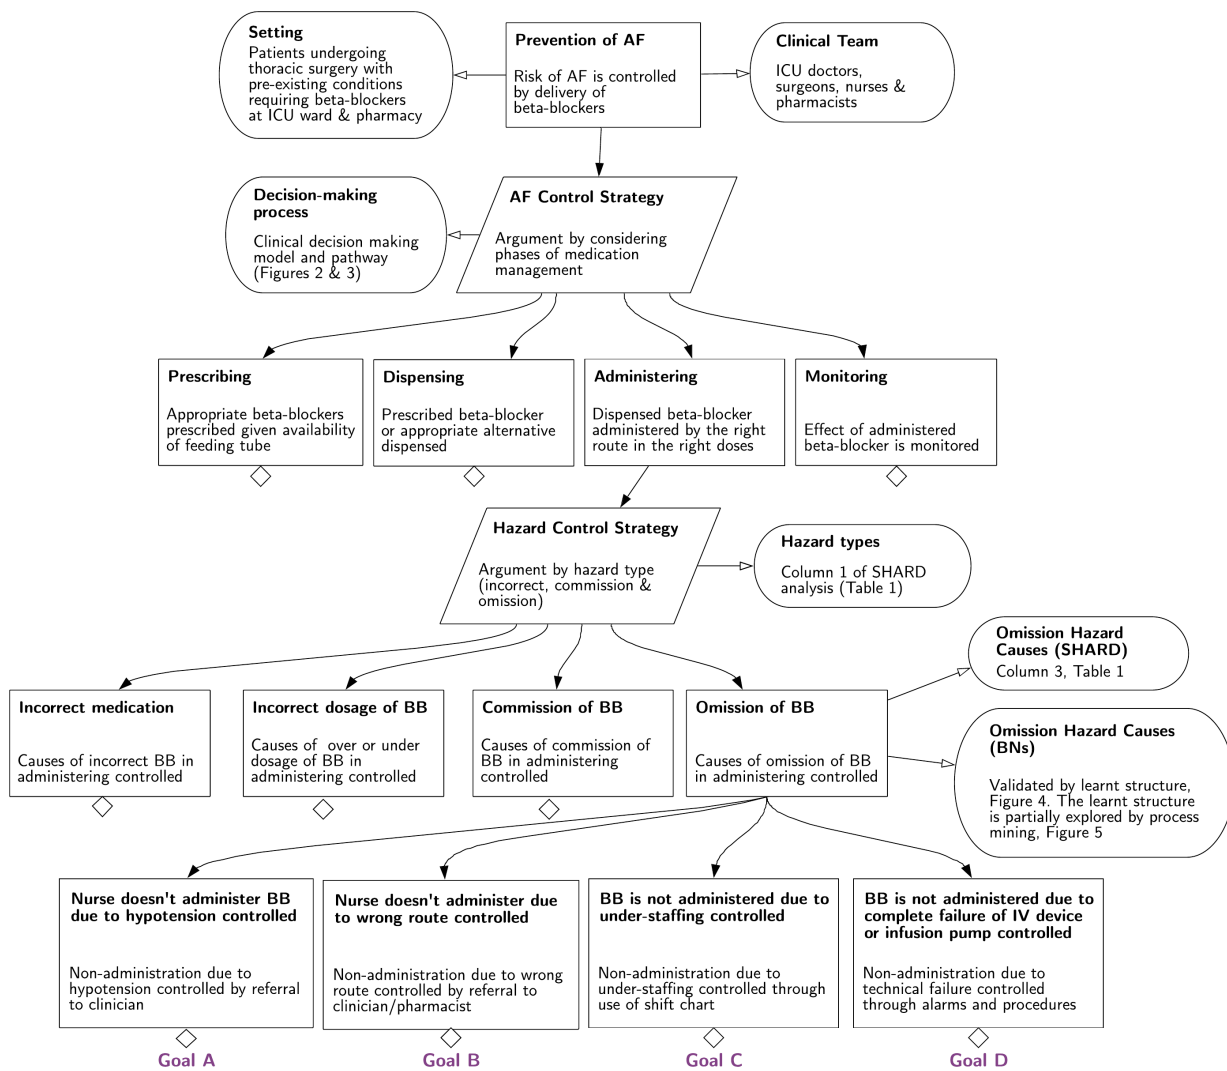 Setting
Patients undergoing
thoracic surgery with
pre-existing conditions
requiring beta-blockers
at ICU ward & pharmacy
Prevention of AF
Risk of AF is controlled
by delivery of
beta-blockers
Clinical Team
ICU doctors,
surgeons, nurses &
pharmacists
Decision-making
process
Clinical decision making
model and pathway
(Figures 2 & 3)
AF Control Strategy
Argument by considering
phases of medication
management
Prescribing
Appropriate beta-blockers
prescribed given availability
of feeding tube
Dispensing
Prescribed beta-blocker
or appropriate alternative
dispensed
Administering
Dispensed beta-blocker
administered by the right
route in the right doses
Monitoring
Effect of administered
beta-blocker is monitored
Hazard Control Strategy
Argument by hazard type
(incorrect, commission &
omission)
Hazard types
Column 1 of SHARD
analysis (Table 1)
Omission Hazard
Causes (SHARD)
Column 3, Table 1
Incorrect medication
Causes of incorrect BB in
administering controlled
Incorrect dosage of BB
Causes of over or under
dosage of BB in
administering controlled
Commission of BB
Causes of commission of
BB in administering
controlled
Omission of BB
Causes of omission of BB
in administering controlled
Omission Hazard Causes
(BNs)
Validated by learnt structure,
Figure 4. The learnt structure
is partially explored by process
mining, Figure 5
Nurse doesn't administer BB
due to hypotension controlled
Non-administration due to
hypotension controlled by referral
to clinician
Nurse doesn't administer due
to wrong route controlled
Non-administration due to wrong
route controlled by referral to
clinician/pharmacist
BB is not administered due to
under-staffing controlled
Non-administration due to
under-staffing controlled through
use of shift chart
BB is not administered due to
complete failure of IV device
or infusion pump controlled
Non-administration due to
technical failure controlled
through alarms and procedures
Goal A
Goal B
Goal C
Goal D